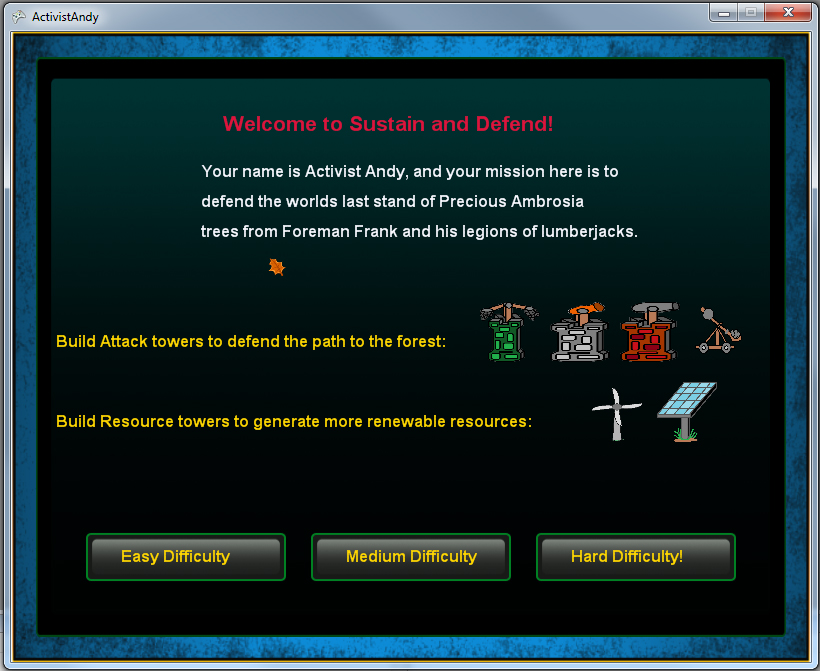 ActivistAndy
Welcome to Sustain and Defend!
Your name is Activist Andy, and your mission here is to
defend the worlds last stand of Precious Ambrosia
trees from Foreman Frank and his legions of lumberjacks.
Build Attack towers to defend the path to the forest:
Build Resource towers to generate more renewable resources:
Easy Difficulty
Medium Difficulty
Hard Difficulty!